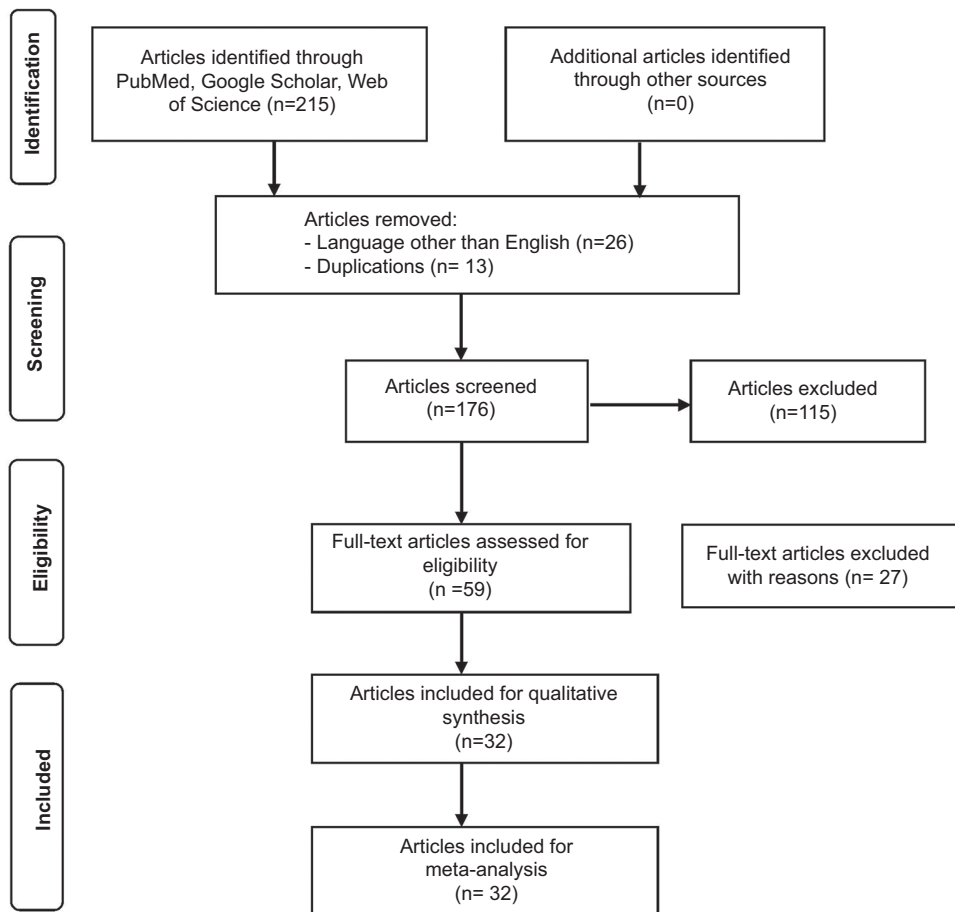 Identification
Articles identified through
PubMed, Google Scholar, Web
of Science (n=215)
Additional articles identified
through other sources
(n=0)
Articles removed:
- Language other than English (n=26)
- Duplications (n= 13)
Screening
Articles screened
(n=176)
Articles excluded
(n=115)
Eligibility
Full-text articles assessed for
eligibility
(n =59)
Full-text articles excluded
with reasons (n= 27)
Included
Articles included for qualitative
synthesis
(n=32)
Articles included for
meta-analysis
(n= 32)